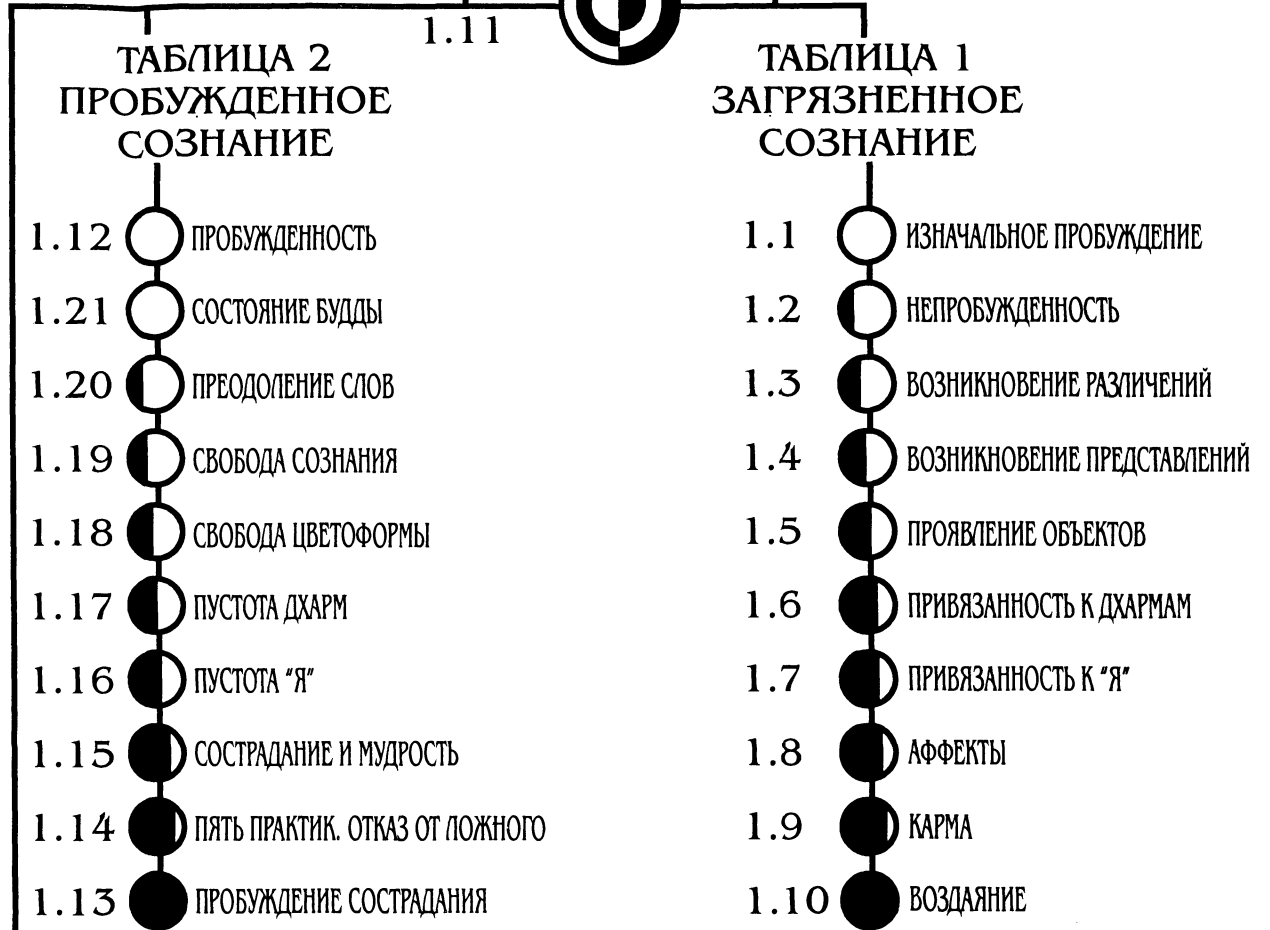 1.11
ТАБЛИЦА 2
ПРОБУЖДЕННОЕ
СОЗНАНИЕ
1.12 ПРОБУЖДЕННОСТЬ
1.21 СОСТОЯНИЕ БУДДЫ
1.20 ПРЕОДОЛЕНИЕ СЛОВ
1.19 СВОБОДА СОЗНАНИЯ
1.18 СВОБОДА ЦВЕТОФОРМЫ
1.17 ПУСТОТА ДХАРМ
1.16 ПУСТОТА "Я"
1.15 СОСТРАДАНИЕ И МУДРОСТЬ
1.14 ПЯТЬ ПРАКТИК. ОТКАЗ ОТ ЛОЖНОГО
1.13 ПРОБУЖДЕНИЕ СОСТРАДАНИЯ
ТАБЛИЦА 1
ЗАГРЯЗНЕННОЕ
СОЗНАНИЕ
1.1 ИЗНАЧАЛЬНОЕ ПРОБУЖДЕНИЕ
1.2 НЕПРОБУЖДЕННОСТЬ
1.3 ВОЗНИКНОВЕНИЕ РАЗЛИЧЕНИЙ
1.4 ВОЗНИКНОВЕНИЕ ПРЕДСТАВЛЕНИЙ
1.5 ПРОЯВЛЕНИЕ ОБЪЕКТОВ
1.6 ПРИВЯЗАННОСТЬ К ДХАРМАМ
1.7 ПРИВЯЗАННОСТЬ К "Я"
1.8 АФФЕКТЫ
1.9 КАРМА
1.10 ВОЗДАЯНИЕ